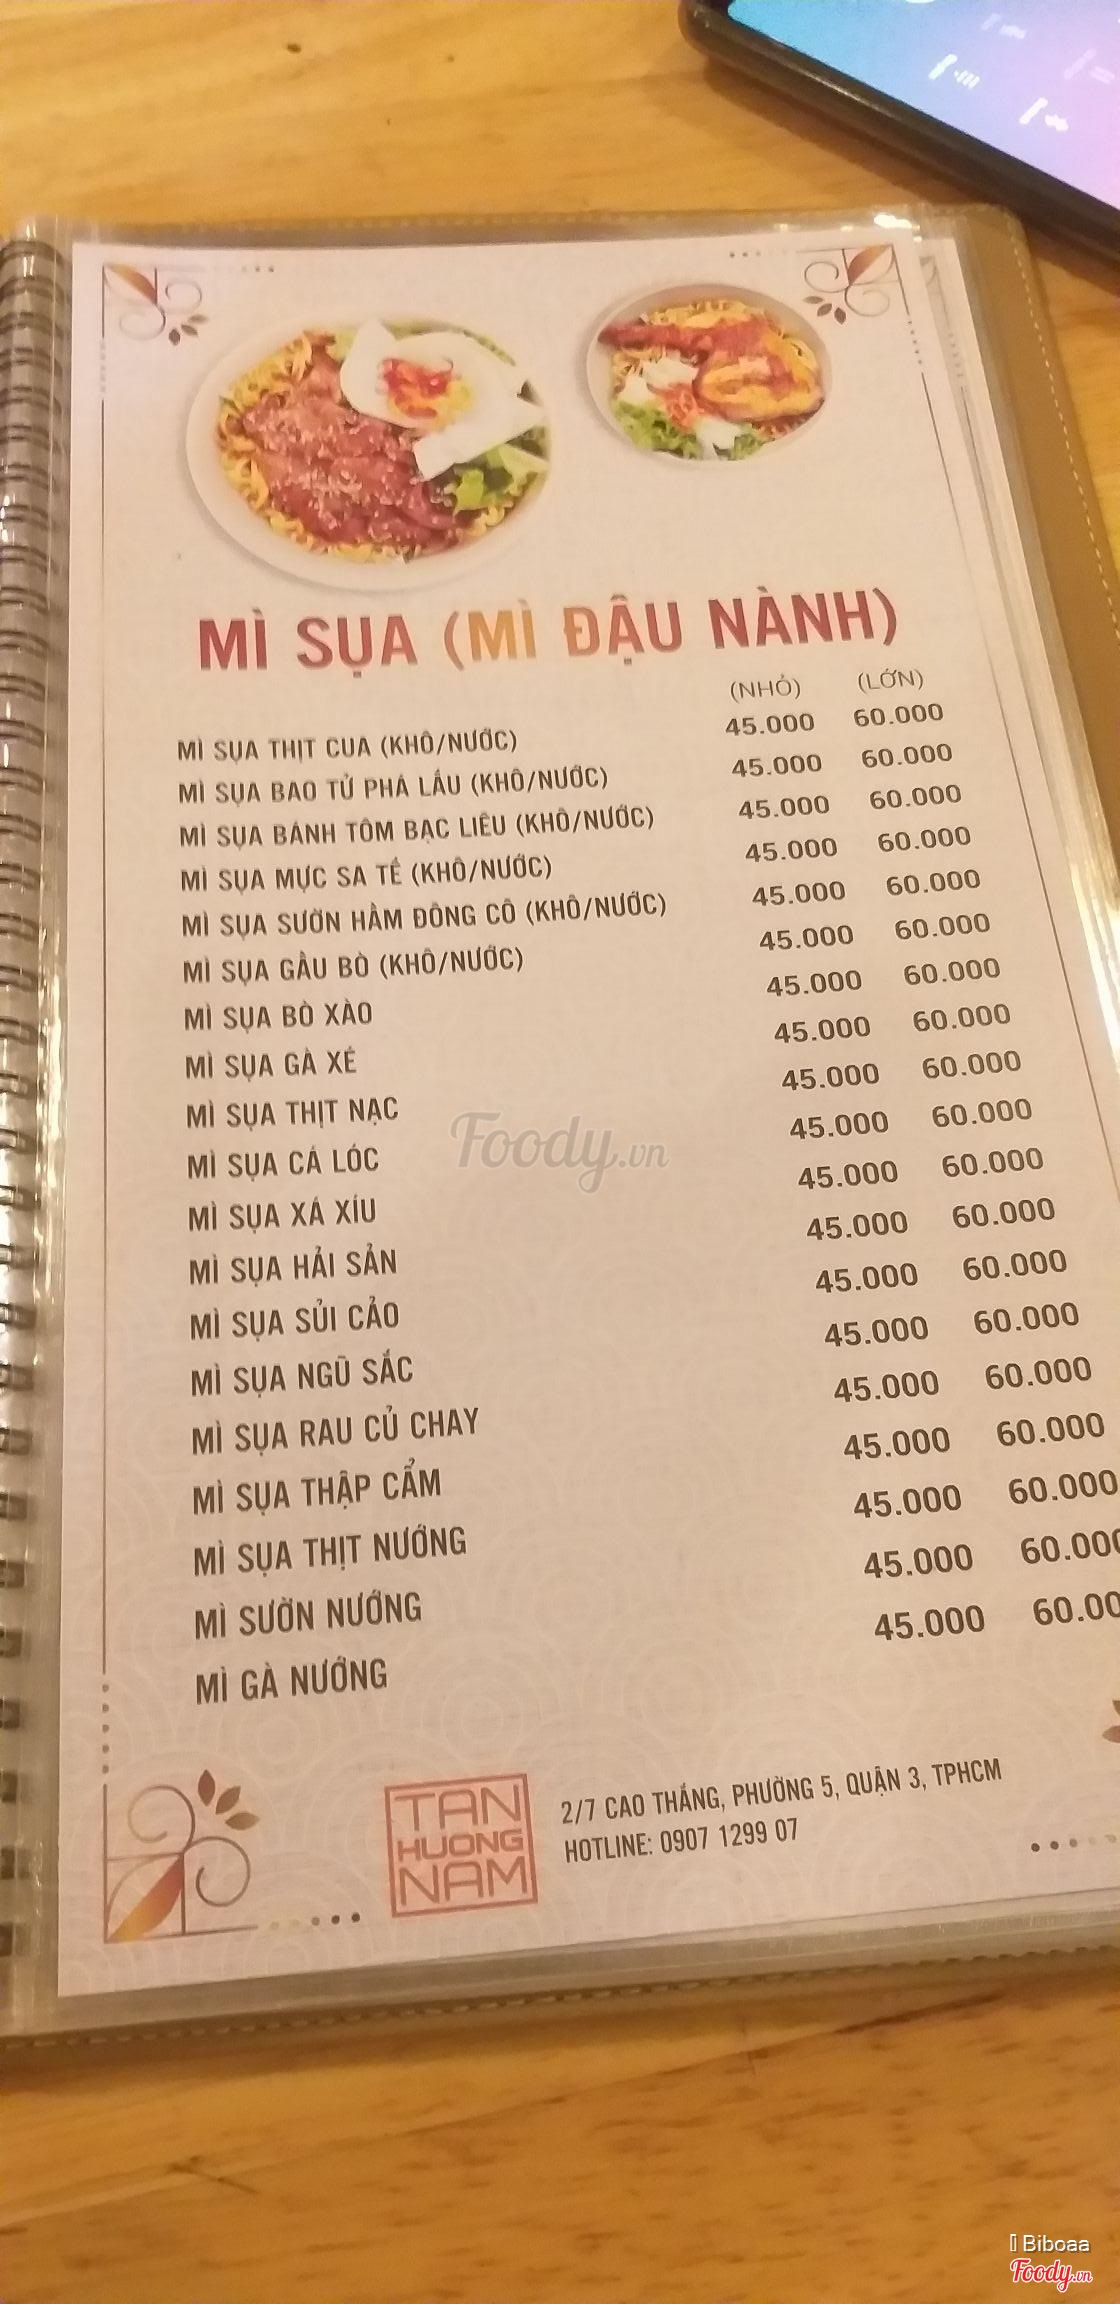 MÌ SỤA (MÌ ĐẬU NÀNH)
(NHỎ) (LỚN)
MÌ SỤA THỊT CUA (KHÔ/NƯỚC) 45.000 60.000
MÌ SỤA BAO TỬ PHÁ LẤU (KHÔ/NƯỚC) 45.000 60.000
MÌ SỤA BÁNH TÔM BẠC LIÊU (KHÔ/NƯỚC) 45.000 60.000
MÌ SỤA MỰC SA TẾ (KHÔ/NƯỚC) 45.000 60.000
MÌ SỤA SƯỜN HẦM ĐÔNG CÔ (KHÔ/NƯỚC) 45.000 60.000
MÌ SỤA GẦU BÒ (KHÔ/NƯỚC) 45.000 60.000
MÌ SỤA BÒ XÀO 45.000 60.000
MÌ SỤA GÀ XÉ 45.000 60.000
MÌ SỤA THỊT NẠC 45.000 60.000
MÌ SỤA CÁ LÓC 45.000 60.000
MÌ SỤA XÁ XÍU 45.000 60.000
MÌ SỤA HẢI SẢN 45.000 60.000
MÌ SỤA SỦI CẢO 45.000 60.000
MÌ SỤA NGŨ SẮC 45.000 60.000
MÌ SỤA RAU CỦ CHAY 45.000 60.000
MÌ SỤA THẬP CẨM 45.000 60.000
MÌ SỤA THỊT NƯỚNG 45.000 60.000
MÌ SƯỜN NƯỚNG 45.000 60.000
MÌ GÀ NƯỚNG 45.000 60.00
Foody.vn
TAN
HUONG
NAM
2/7 CAO THẮNG, PHƯỜNG 5, QUẬN 3, TPHCM
HOTLINE: 0907 1299 07
Biboaa
Foody.vn